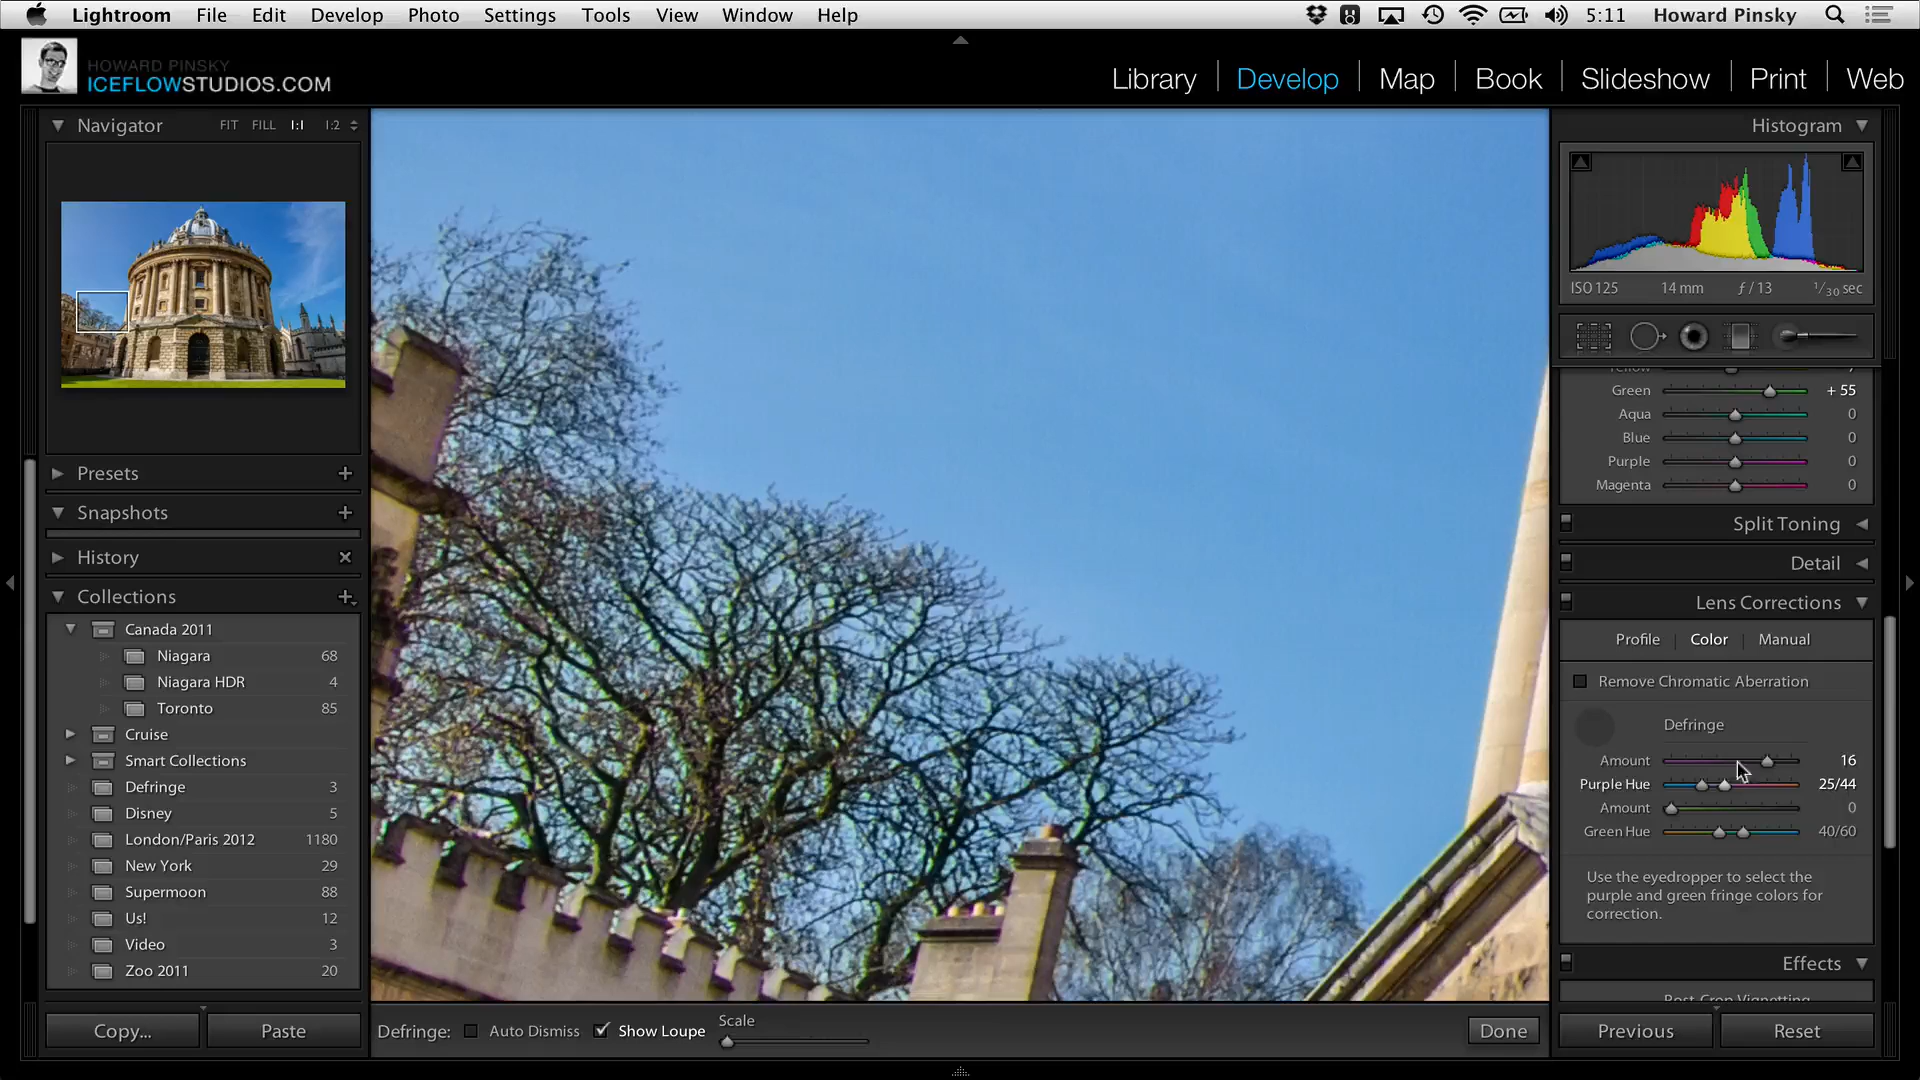 Lightroom File Edit Develop Photo Settings Tools View Window Help 5:11 Howard Pinsky
HOWARD PINSKY
ICEFLOWSTUDIOS.COM
Library Develop Map Book Slideshow Print Web
Navigator FIT FILL 1:1 1:2
Presets
Snapshots
History
Collections
Canada 2011
Niagara 68
Niagara HDR 4
Toronto 85
Cruise
Smart Collections
Defringe 3
Disney 5
London/Paris 2012 1180
New York 29
Supermoon 88
Us! 12
Video 3
Zoo 2011 20
Copy... Paste
Defringe: Auto Dismiss Show Loupe Scale
Done
Histogram
ISO 125 14 mm ƒ / 13 1/30 sec
Yellow
Green + 55
Aqua 0
Blue 0
Purple 0
Magenta 0
Split Toning
Detail
Lens Corrections
Profile Color Manual
Remove Chromatic Aberration
Defringe
Amount 16
Purple Hue 25/44
Amount 0
Green Hue 40/60
Use the eyedropper to select the
purple and green fringe colors for
correction.
Effects
Post-Crop Vignetting
Previous Reset